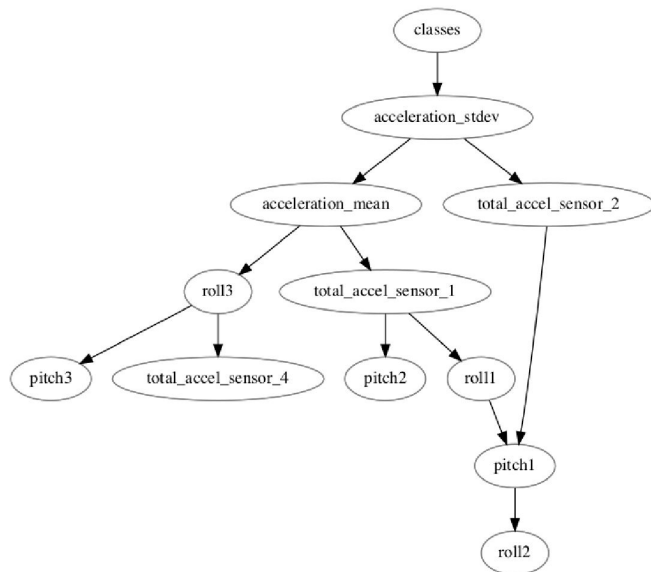 classes
acceleration_stdev
acceleration_mean
total_accel_sensor_2
roll3
total_accel_sensor_1
pitch3
total_accel_sensor_4
pitch2
roll1
pitch1
roll2